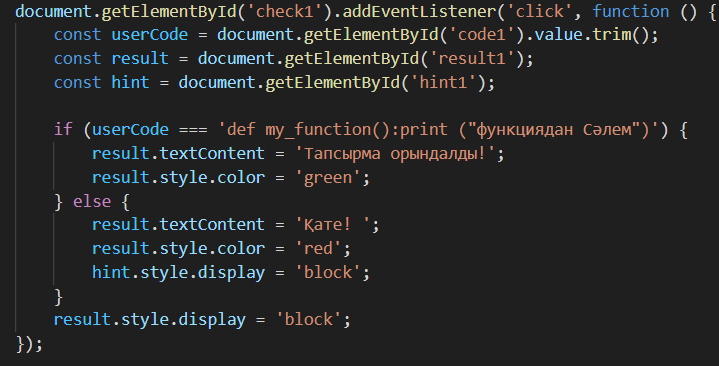 document.getElementById('check1').addEventListener('click', function () {
    const userCode = document.getElementById('code1').value.trim();
    const result = document.getElementById('result1');
    const hint = document.getElementById('hint1');

    if (userCode === 'def my_function():print ("функциядан Сәлем")') {
        result.textContent = 'Тапсырма орындалды!';
        result.style.color = 'green';
    } else {
        result.textContent = 'Қате! ';
        result.style.color = 'red';
        hint.style.display = 'block';
    }
    result.style.display = 'block';
});